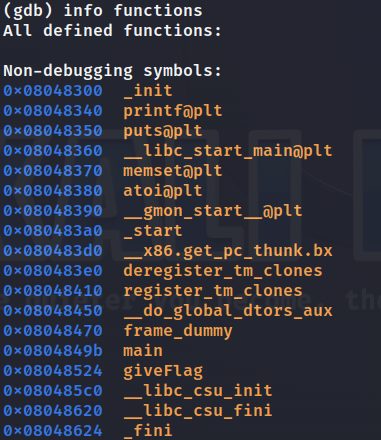 (gdb) info functions
All defined functions:
Non-debugging symbols:
0x08048300 _init
0x08048340 printf@plt
0x08048350 puts@plt
0x08048360 __libc_start_main@plt
0x08048370 memset@plt
0x08048380 atoi@plt
0x08048390 __gmon_start__@plt
0x080483a0 _start
0x080483d0 __x86.get_pc_thunk.bx
0x080483e0 deregister_tm_clones
0x08048410 register_tm_clones
0x08048450 __do_global_dtors_aux
0x08048470 frame_dummy
0x0804849b main
0x08048524 giveFlag
0x080485c0 __libc_csu_init
0x08048620 __libc_csu_fini
0x08048624 _fini